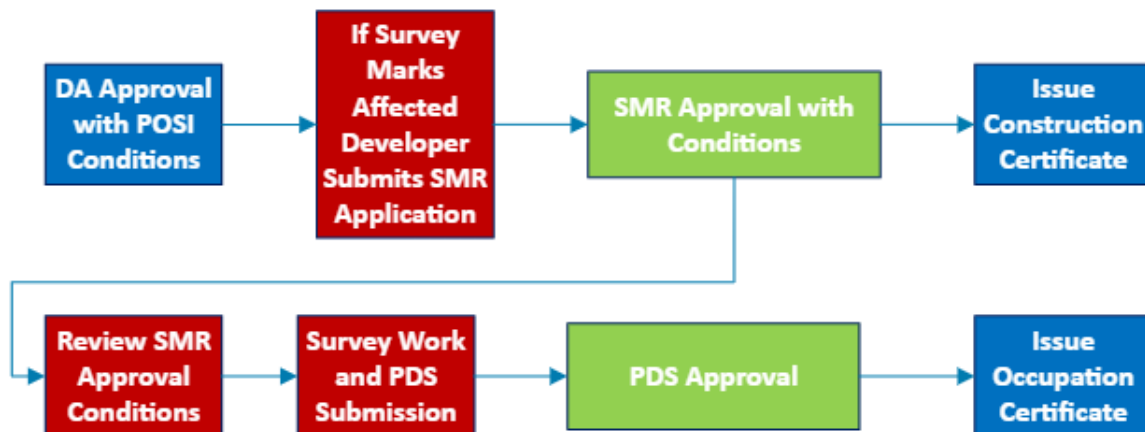 DA Approval
with POSI
Conditions
If Survey
Marks
Affected
Developer
Submits SMR
Application
SMR Approval with
Conditions
Issue
Construction
Certificate
Review SMR
Approval
Conditions
Survey Work
and PDS
Submission
PDS Approval
Issue
Occupation
Certificate